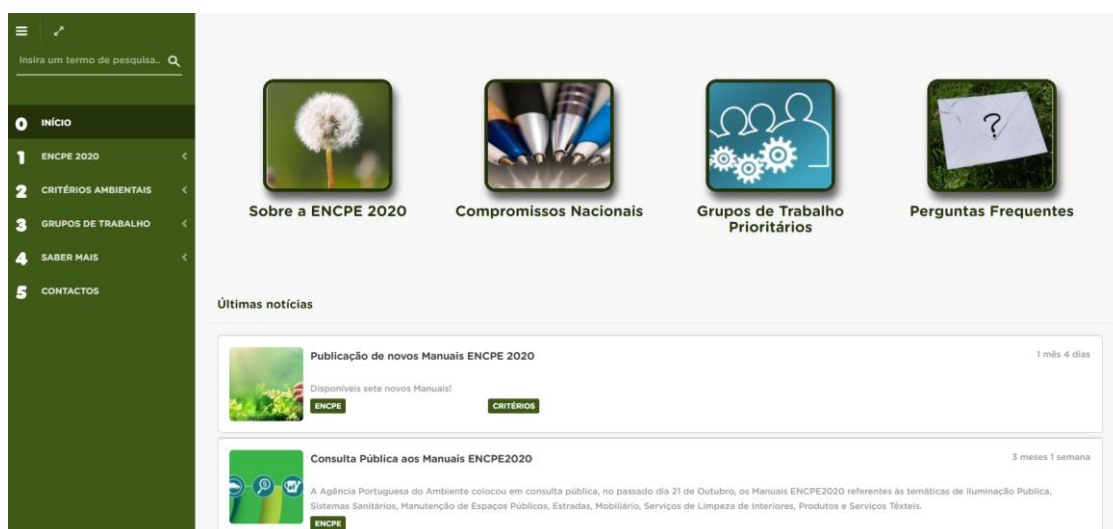 Insira um termo de pesquisa..
0 INÍCIO
1 ENCPE 2020
2 CRITÉRIOS AMBIENTAIS
3 GRUPOS DE TRABALHO
4 SABER MAIS
5 CONTACTOS
?
Sobre a ENCPE 2020
Compromissos Nacionais
Grupos de Trabalho
Prioritários
Perguntas Frequentes
Últimas notícias
Publicação de novos Manuais ENCPE 2020
1 mês 4 dias
Disponíveis sete novos Manuais!
ENCPE
CRITÉRIOS
Consulta Pública aos Manuais ENCPE2020
3 meses 1 semana
A Agência Portuguesa do Ambiente colocou em consulta pública, no passado dia 21 de Outubro, os Manuais ENCPE2020 referentes às temáticas de Iluminação Publica,
Sistemas Sanitários, Manutenção de Espaços Públicos, Estradas, Mobiliário, Serviços de Limpeza de Interiores, Produtos e Serviços Têxteis.
ENCPE